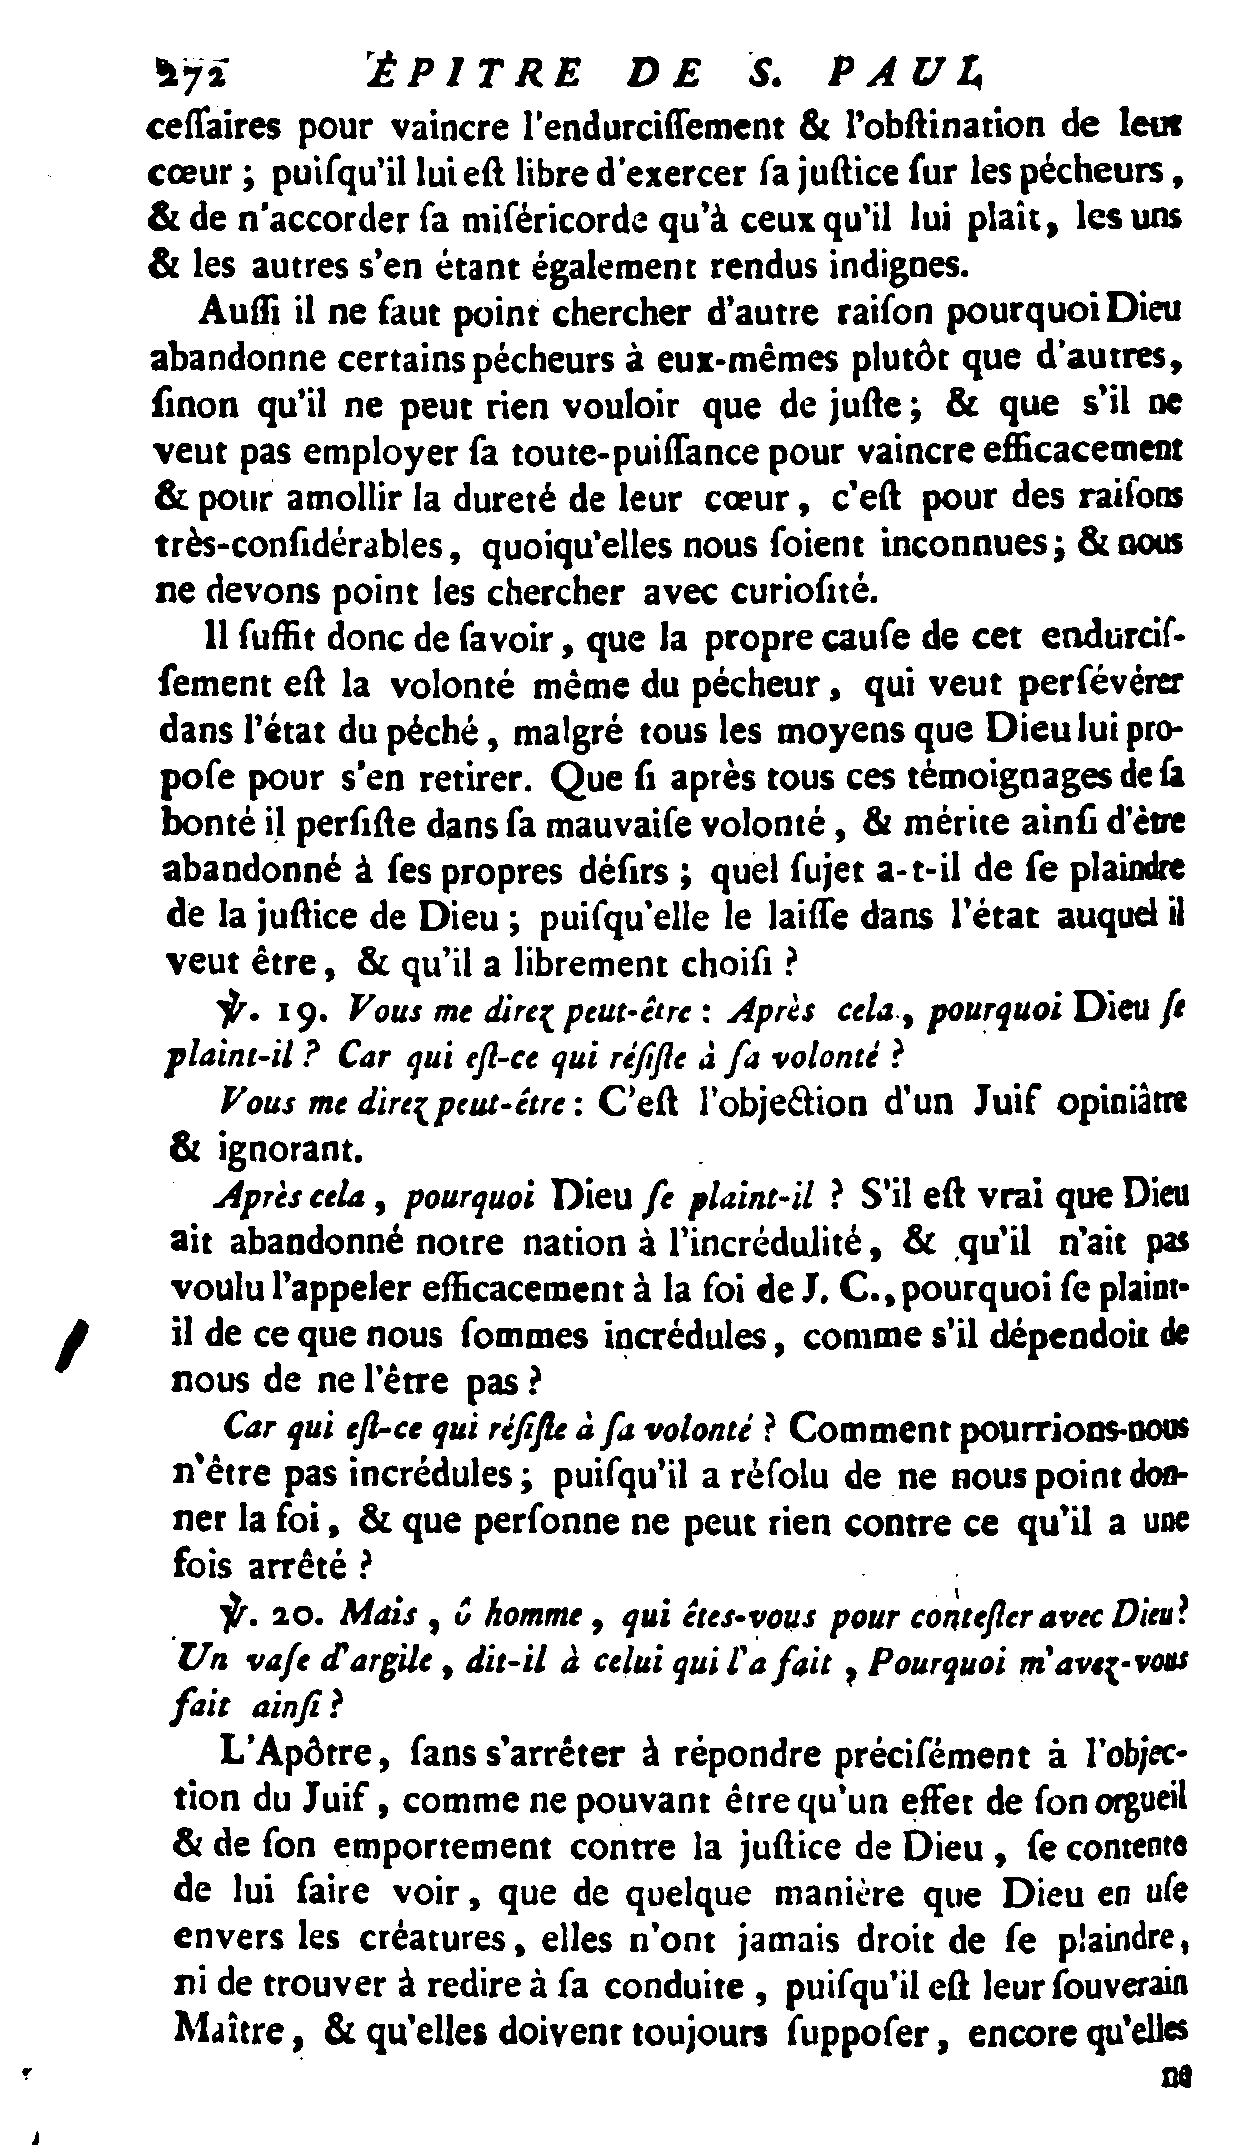 272 ÉPITRE DE S. PAUL
ceſſaires pour vaincre l'endurciſſement & l'obſtination de leur
cœur ; puiſqu'il lui eſt libre d'exercer ſa juſtice ſur les pécheurs ,
& de n'accorder ſa miſéricorde qu'à ceux qu'il lui plaît, les uns
& les autres s'en étant également rendus indignes.
Auſſi il ne faut point chercher d'autre raiſon pourquoi Dieu
abandonne certains pécheurs à eux-mêmes plutôt que d'autres,
ſinon qu'il ne peut rien vouloir que de juſte ; & que s'il ne
veut pas employer ſa toute-puiſſance pour vaincre efficacement
& pour amollir la dureté de leur cœur , c'eſt pour des raiſons
très-conſidérables, quoiqu'elles nous ſoient inconnues ; & nous
ne devons point les chercher avec curioſité.
Il ſuffit donc de ſavoir , que la propre cauſe de cet endurciſ-
ſement eſt la volonté même du pécheur , qui veut perſévérer
dans l'état du péché , malgré tous les moyens que Dieu lui pro-
poſe pour s'en retirer. Que ſi après tous ces témoignages de ſa
bonté il perſiſte dans ſa mauvaiſe volonté , & mérite ainſi d'être
abandonné à ſes propres déſirs ; quel ſujet a-t-il de ſe plaindre
de la juſtice de Dieu ; puiſqu'elle le laiſſe dans l'état auquel il
veut être, & qu'il a librement choiſi ?
℣. 19. Vous me direz peut-être : Après cela, pourquoi Dieu ſe
plaint-il ? Car qui eſt-ce qui réſiſte à ſa volonté ?
Vous me direz peut-être : C'eſt l'objection d'un Juif opiniâtre
& ignorant.
Après cela , pourquoi Dieu ſe plaint-il ? S'il eſt vrai que Dieu
ait abandonné notre nation à l'incrédulité, & qu'il n'ait pas
voulu l'appeler efficacement à la foi de J. C., pourquoi ſe plaint-
il de ce que nous ſommes incrédules , comme s'il dépendoit de
nous de ne l'être pas ?
Car qui eſt-ce qui réſiſte à ſa volonté ? Comment pourrions-nous
n'être pas incrédules ; puiſqu'il a réſolu de ne nous point don-
ner la foi , & que perſonne ne peut rien contre ce qu'il a une
fois arrêté ?
℣. 20. Mais , ô homme , qui êtes-vous pour conteſter avec Dieu ?
Un vaſe d'argile , dit-il à celui qui l'a fait , Pourquoi m'avez-vous
fait ainſi ?
L'Apôtre, ſans s'arrêter à répondre préciſément à l'objec-
tion du Juif , comme ne pouvant être qu'un effet de ſon orgueil
& de ſon emportement contre la juſtice de Dieu , ſe contente
de lui faire voir , que de quelque manière que Dieu en uſe
envers les créatures, elles n'ont jamais droit de ſe plaindre,
ni de trouver à redire à ſa conduite , puiſqu'il eſt leur ſouverain
Maître, & qu'elles doivent toujours ſuppoſer , encore qu'elles
ne